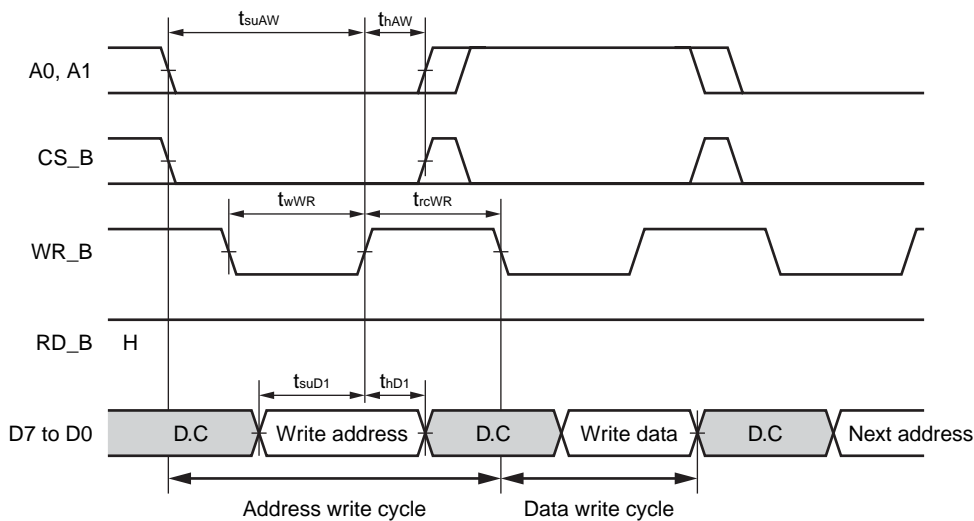 tsuAW thAW
A0, A1
CS_B
twWR trcWR
WR_B
RD_B H
tsuD1 thD1
D7 to D0 D.C Write address D.C Write data D.C Next address
Address write cycle Data write cycle